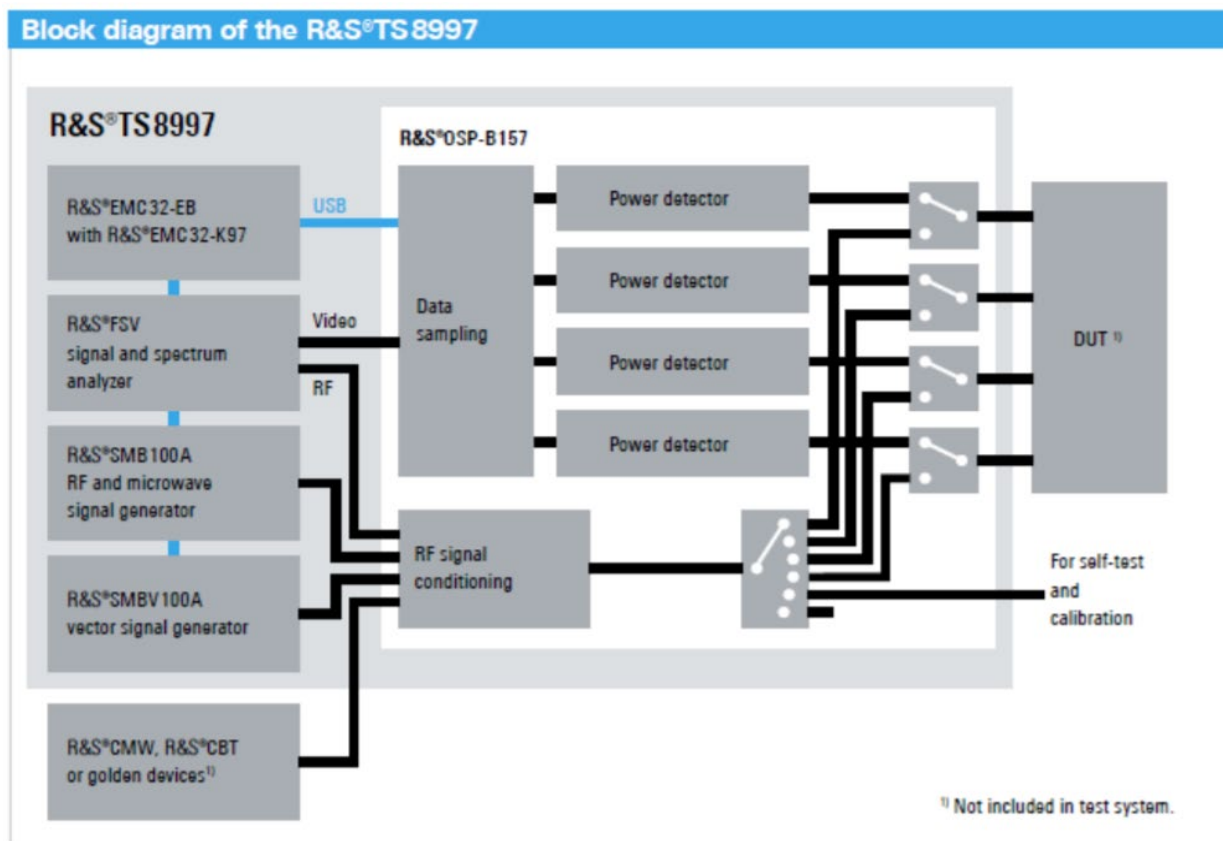 Block diagram of the R&S®TS8997
R&S®TS8997
R&S®OSP-B157
R&S®EMC32-EB
with R&S®EMC32-K97
USB
R&S®FSV
signal and spectrum
analyzer
Video
RF
R&S®SMB100A
RF and microwave
signal generator
R&S®SMBV100A
vector signal generator
R&S®CMW, R&S®CBT
or golden devices¹⁾
Data
sampling
Power detector
Power detector
Power detector
Power detector
RF signal
conditioning
DUT ¹⁾
For self-test
and
calibration
¹⁾ Not included in test system.